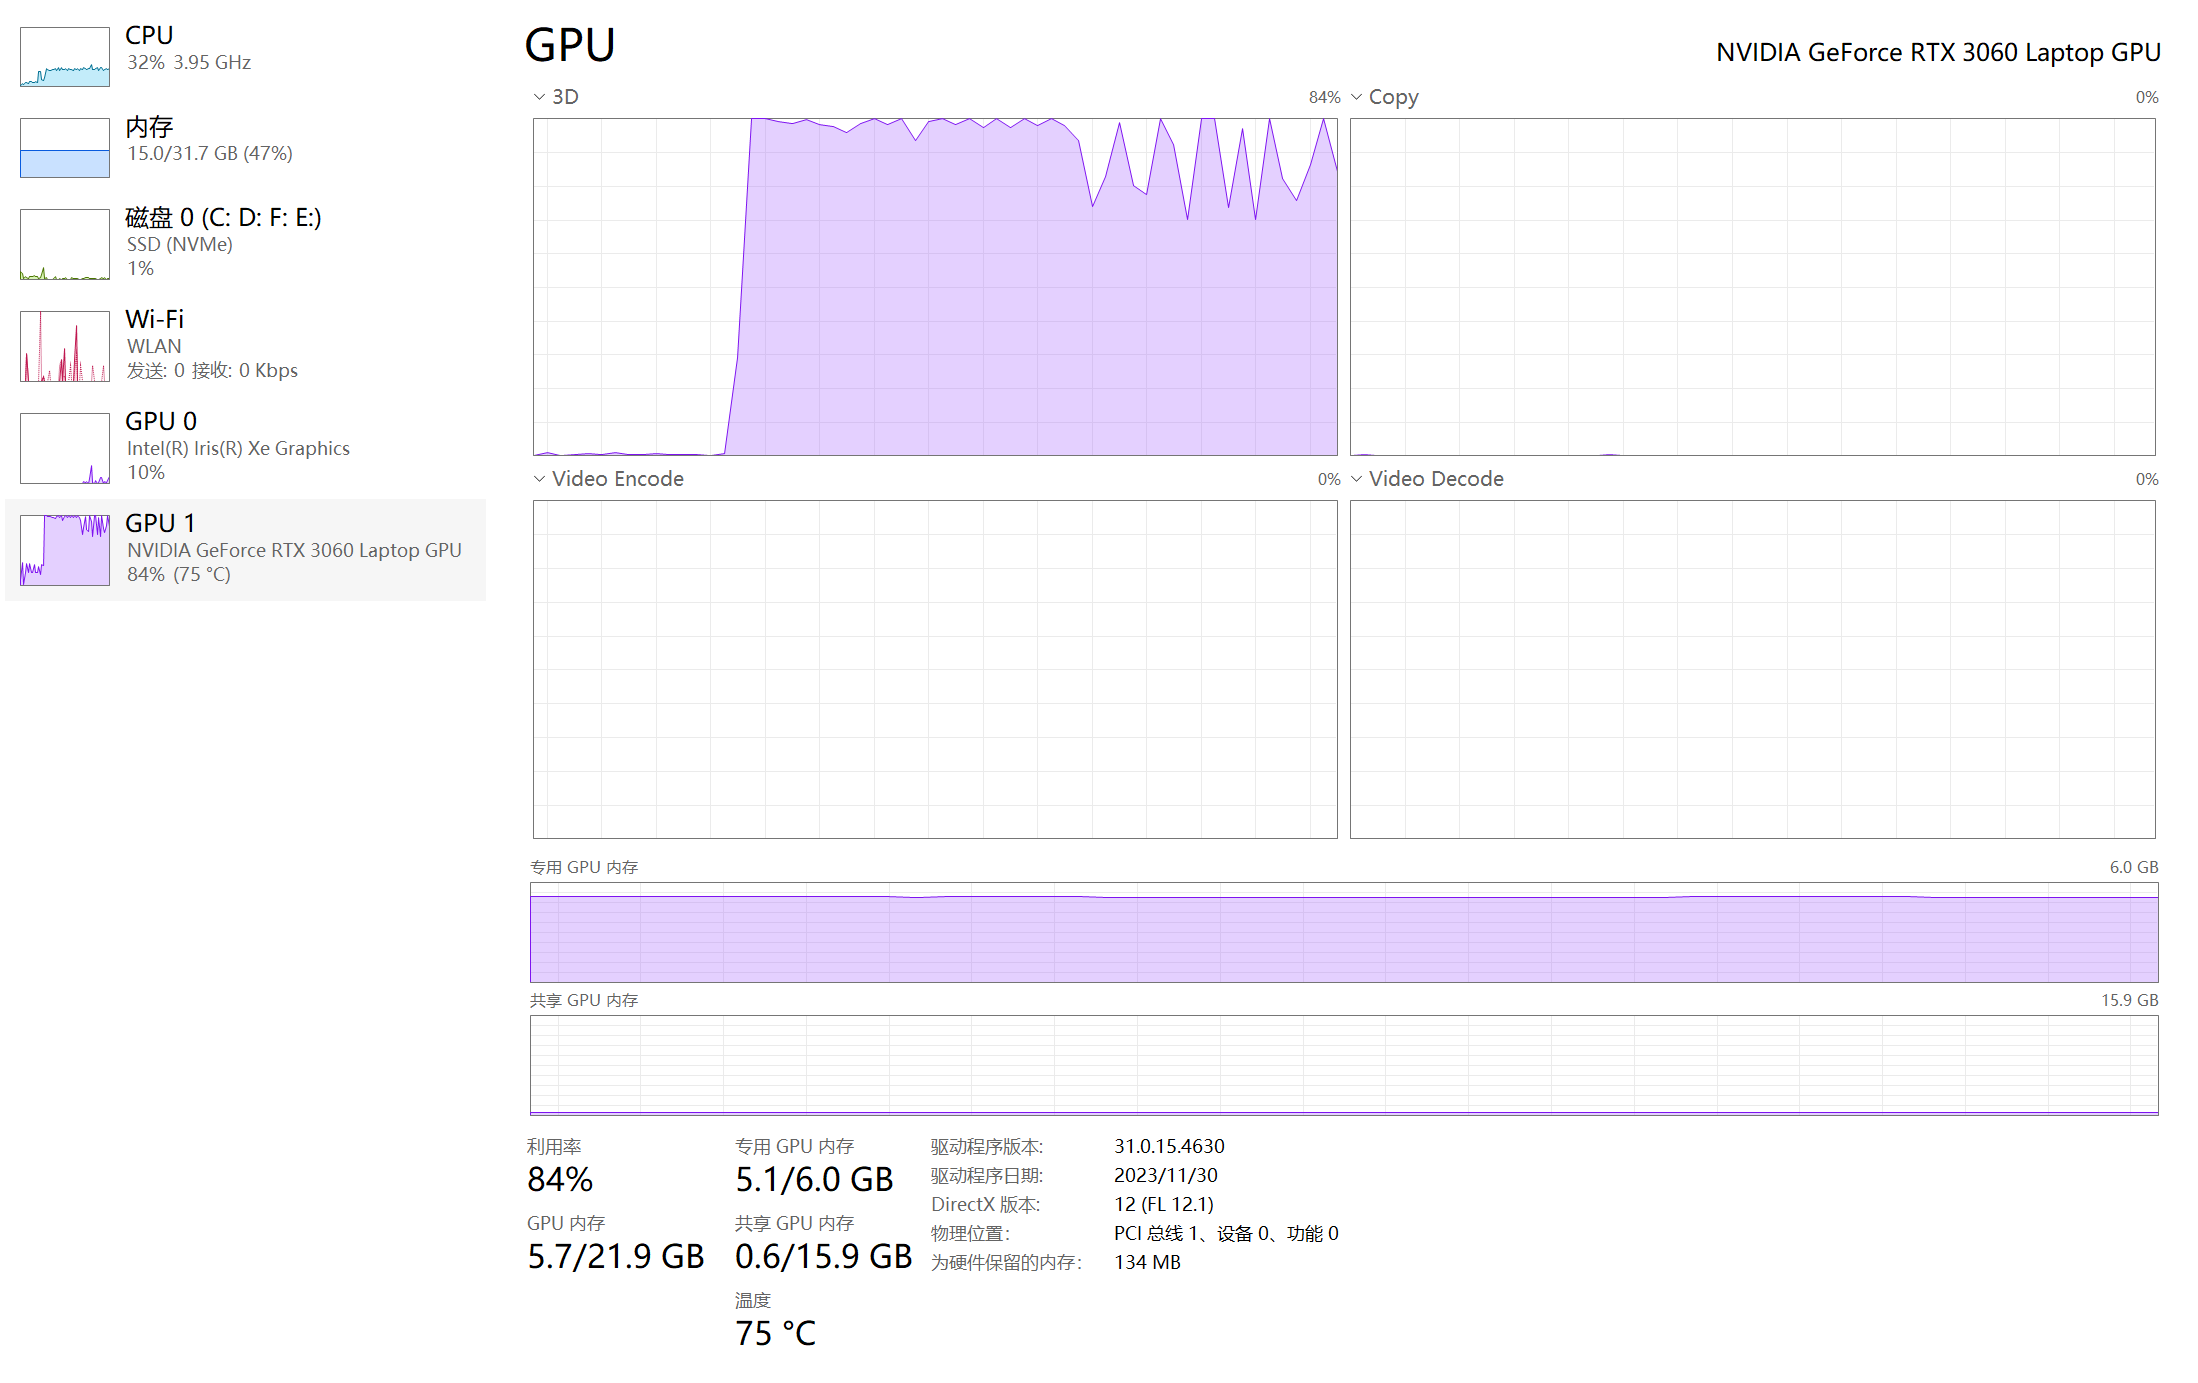 CPU
32% 3.95 GHz
内存
15.0/31.7 GB (47%)
磁盘 0 (C: D: F: E:)
SSD (NVMe)
1%
Wi-Fi
WLAN
发送: 0 接收: 0 Kbps
GPU 0
Intel(R) Iris(R) Xe Graphics
10%
GPU 1
NVIDIA GeForce RTX 3060 Laptop GPU
84% (75 °C)
GPU
NVIDIA GeForce RTX 3060 Laptop GPU
3D 84%
Copy 0%
Video Encode 0%
Video Decode 0%
专用 GPU 内存 6.0 GB
共享 GPU 内存 15.9 GB
利用率
84%
专用 GPU 内存
5.1/6.0 GB
GPU 内存
5.7/21.9 GB
共享 GPU 内存
0.6/15.9 GB
温度
75 °C
驱动程序版本: 31.0.15.4630
驱动程序日期: 2023/11/30
DirectX 版本: 12 (FL 12.1)
物理位置: PCI 总线 1、设备 0、功能 0
为硬件保留的内存: 134 MB